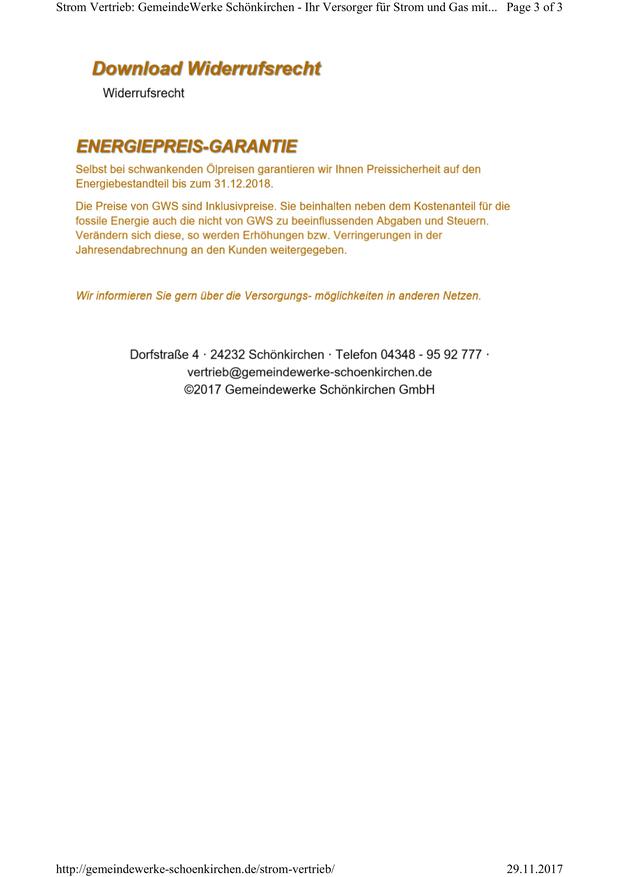 Strom Vertrieb: GemeindeWerke Schönkirchen - Ihr Versorger für Strom und Gas mit... Page 3 of 3
Download Widerrufsrecht
Widerrufsrecht
ENERGIEPREIS-GARANTIE
Selbst bei schwankenden Ölpreisen garantieren wir Ihnen Preissicherheit auf den
Energiebestandteil bis zum 31.12.2018.
Die Preise von GWS sind Inklusivpreise. Sie beinhalten neben dem Kostenanteil für die
fossile Energie auch die nicht von GWS zu beeinflussenden Abgaben und Steuern.
Verändern sich diese, so werden Erhöhungen bzw. Verringerungen in der
Jahresendabrechnung an den Kunden weitergegeben.
Wir informieren Sie gern über die Versorgungs- möglichkeiten in anderen Netzen.
Dorfstraße 4 · 24232 Schönkirchen · Telefon 04348 - 95 92 777 ·
vertrieb@gemeindewerke-schoenkirchen.de
©2017 Gemeindewerke Schönkirchen GmbH
http://gemeindewerke-schoenkirchen.de/strom-vertrieb/ 29.11.2017